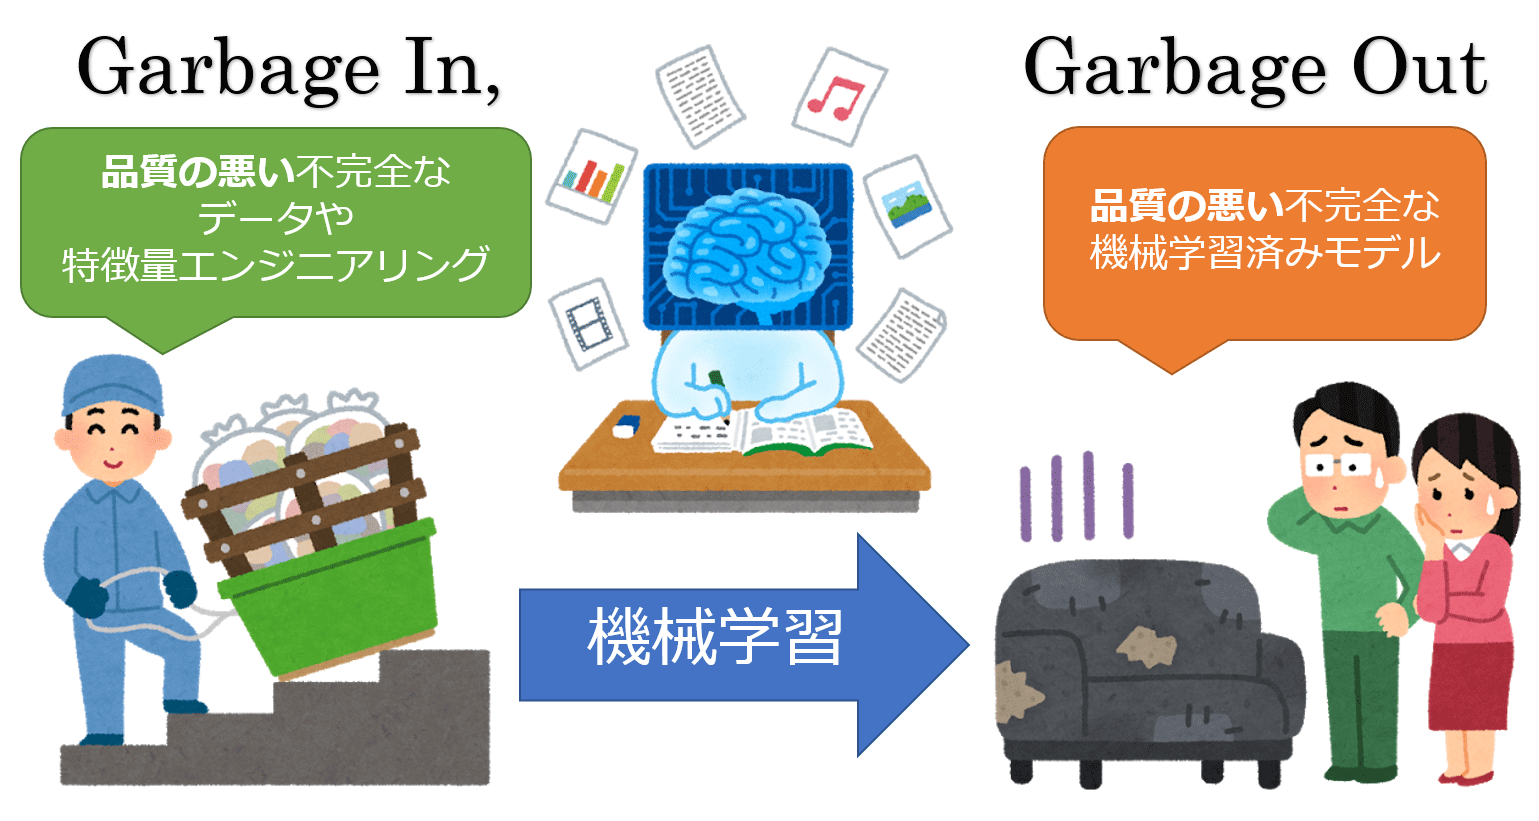 Garbage In,
品質の悪い不完全な
データや
特徴量エンジニアリング
機械学習
Garbage Out
品質の悪い不完全な
機械学習済みモデル